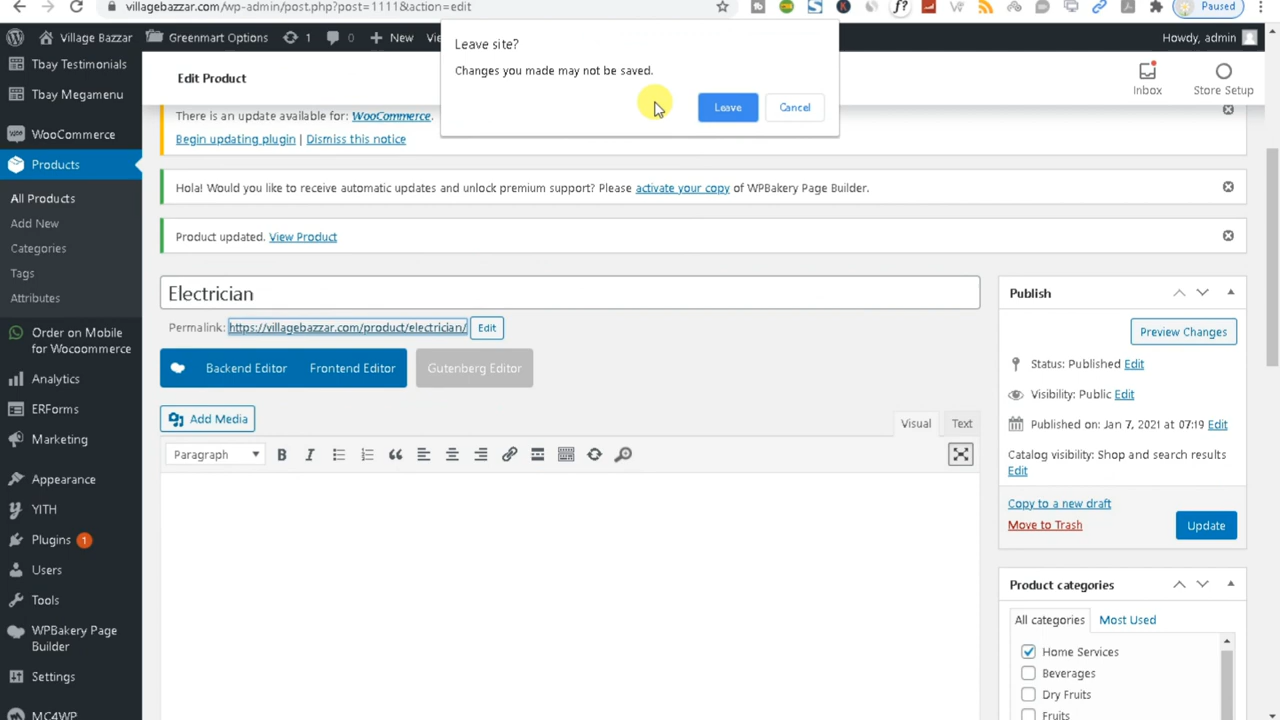 villagebazzar.com/wp-admin/post.php?post=1111&action=edit
Paused
Village Bazzar
Greenmart Options
1
0
New
Howdy, admin
Leave site?
Changes you made may not be saved.
Leave
Cancel
Tbay Testimonials
Tbay Megamenu
WooCommerce
Products
All Products
Add New
Categories
Tags
Attributes
Order on Mobile
for Wocoommerce
Analytics
ERForms
Marketing
Appearance
YITH
Plugins 1
Users
Tools
WPBakery Page
Builder
Settings
MC4WP
Edit Product
Inbox
Store Setup
There is an update available for: WooCommerce.
Begin updating plugin | Dismiss this notice
Hola! Would you like to receive automatic updates and unlock premium support? Please activate your copy of WPBakery Page Builder.
Product updated. View Product
Electrician
Permalink: https://villagebazzar.com/product/electrician/ Edit
Backend Editor
Frontend Editor
Gutenberg Editor
Add Media
Visual
Text
Paragraph
B
I
Publish
Preview Changes
Status: Published Edit
Visibility: Public Edit
Published on: Jan 7, 2021 at 07:19 Edit
Catalog visibility: Shop and search results
Edit
Copy to a new draft
Move to Trash
Update
Product categories
All categories
Most Used
Home Services
Beverages
Dry Fruits
Fruits